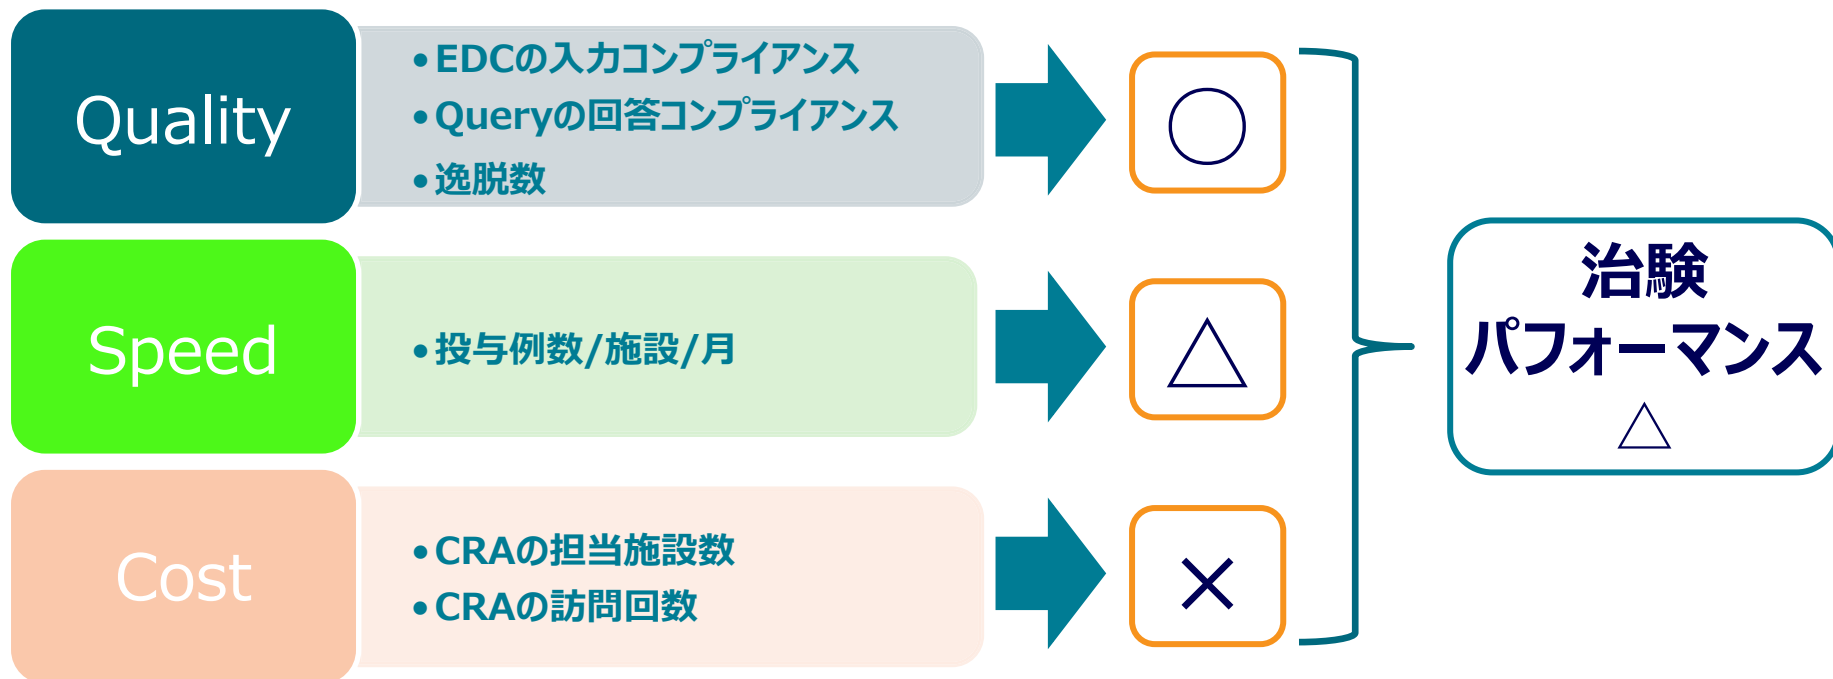 Quality
•EDCの入力コンプライアンス
•Queryの回答コンプライアンス
•逸脱数
○
Speed
•投与例数/施設/月
△
Cost
•CRAの担当施設数
•CRAの訪問回数
×
治験
パフォーマンス
△